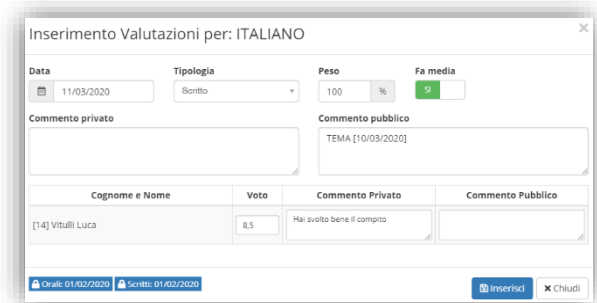 Inserimento Valutazioni per: ITALIANO
×
Data Tipologia Peso Fa media
11/03/2020 Scritto 100 % SI
Commento privato Commento pubblico
TEMA [10/03/2020]
Cognome e Nome Voto Commento Privato Commento Pubblico
[14] Vitulli Luca 8,5 Hai svolto bene il compito
Orali: 01/02/2020 Scritti: 01/02/2020 Inserisci × Chiudi